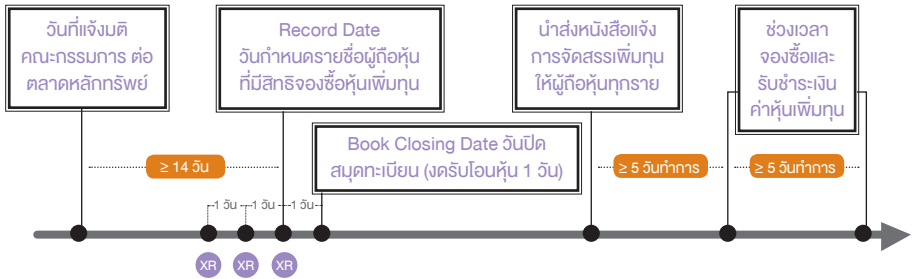 วันที่แจ้งมติ
คณะกรรมการ ต่อ
ตลาดหลักทรัพย์
Record Date
วันกำหนดรายชื่อผู้ถือหุ้น
ที่มีสิทธิจองซื้อหุ้นเพิ่มทุน
นำส่งหนังสือแจ้ง
การจัดสรรเพิ่มทุน
ให้ผู้ถือหุ้นทุกราย
ช่วงเวลา
จองซื้อและ
รับชำระเงิน
ค่าหุ้นเพิ่มทุน
Book Closing Date วันปิด
สมุดทะเบียน (งดรับโอนหุ้น 1 วัน)
≥ 14 วัน
≥ 5 วันทำการ
≥ 5 วันทำการ
1 วัน
1 วัน
1 วัน
XR
XR
XR